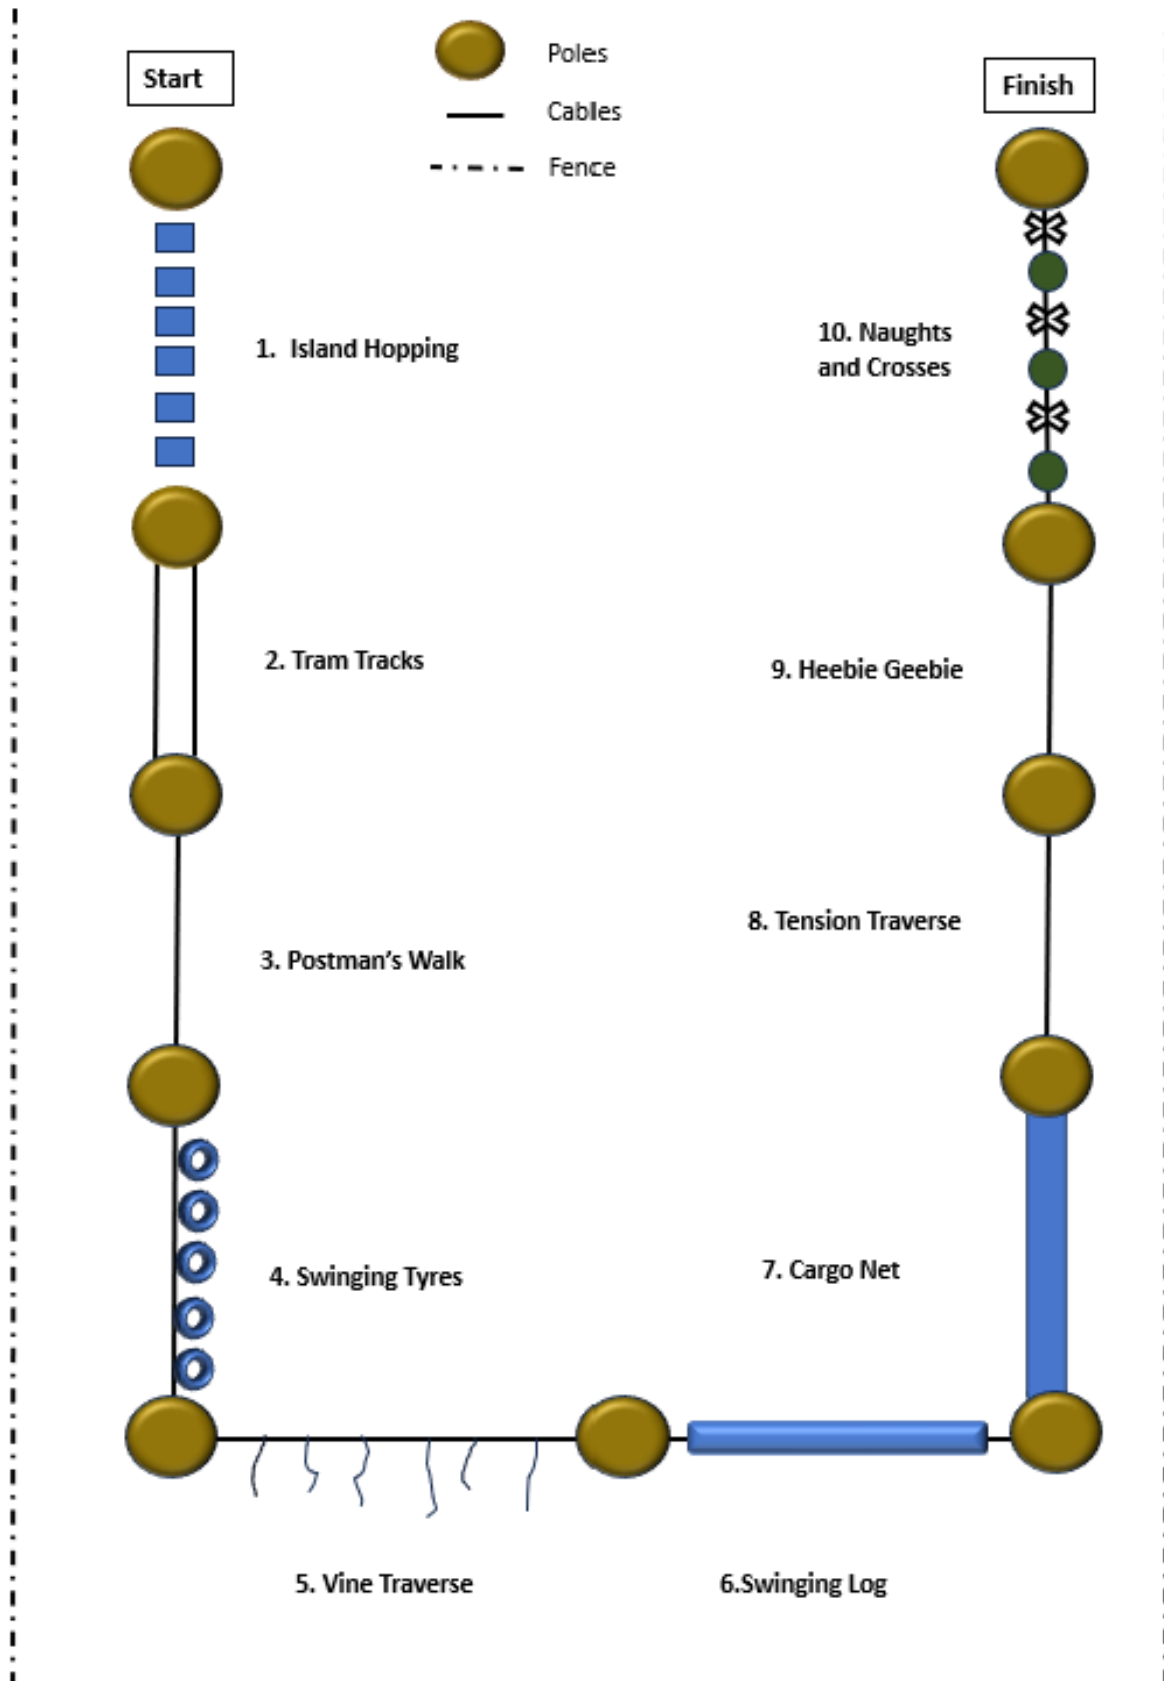 Start
Poles
Cables
Fence
Finish
1. Island Hopping
2. Tram Tracks
3. Postman's Walk
4. Swinging Tyres
5. Vine Traverse
6.Swinging Log
7. Cargo Net
8. Tension Traverse
9. Heebie Geebie
10. Naughts
and Crosses